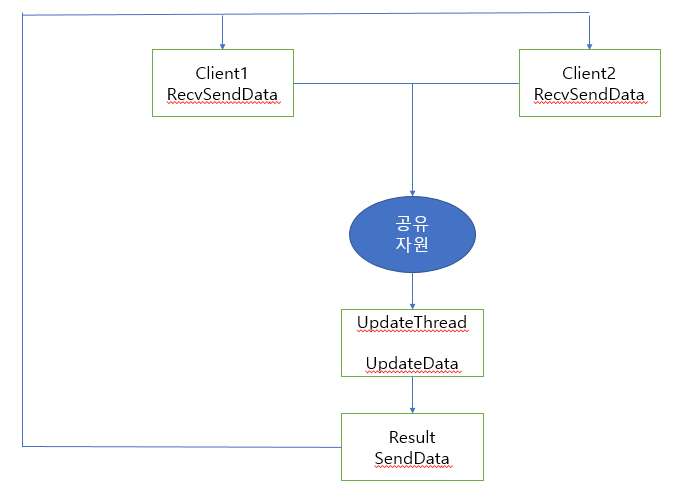 Client1
RecvSendData
Client2
RecvSendData
공유
자원
UpdateThread
UpdateData
Result
SendData